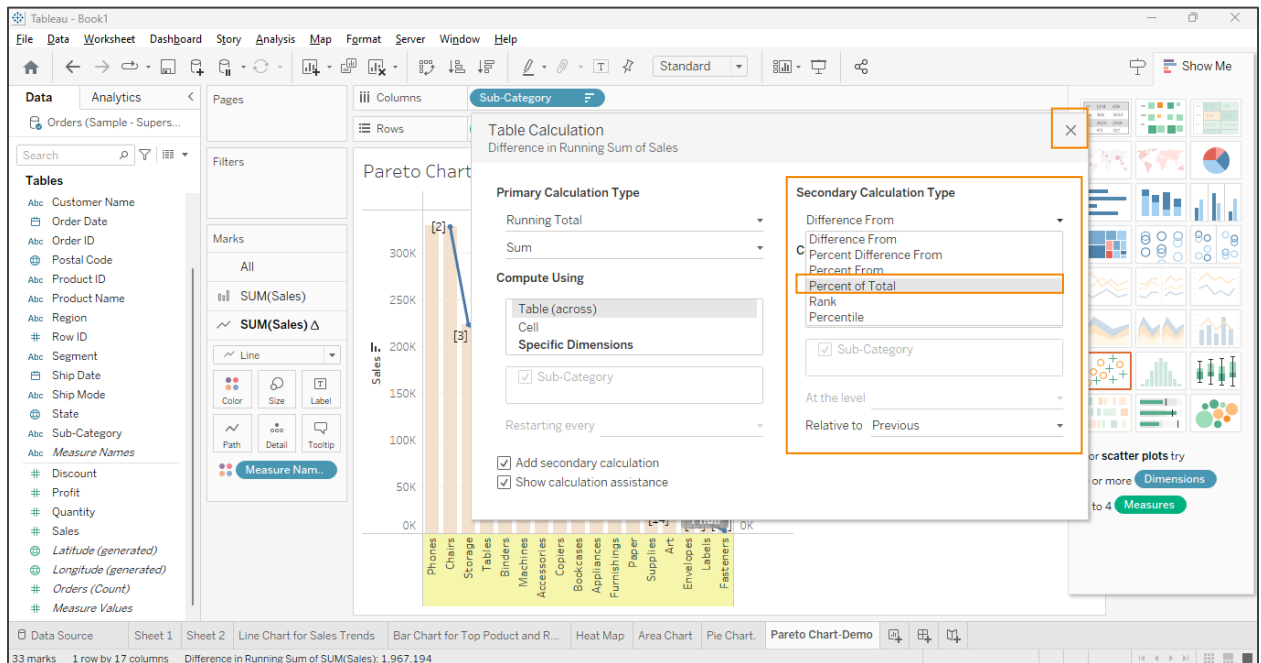 Tableau - Book1
File Data Worksheet Dashboard Story Analysis Map Format Server Window Help
Standard
Show Me
Data Analytics
Orders (Sample - Supers...
Search
Tables
Abc Customer Name
Order Date
Abc Order ID
Postal Code
Abc Product ID
Abc Product Name
Abc Region
# Row ID
Abc Segment
Ship Date
Abc Ship Mode
State
Abc Sub-Category
Abc Measure Names
# Discount
# Profit
# Quantity
# Sales
Latitude (generated)
Longitude (generated)
# Orders (Count)
# Measure Values
Pages
Filters
Marks
All
SUM(Sales)
SUM(Sales) Δ
Line
Color Size Label
Path Detail Tooltip
Measure Nam..
Columns Sub-Category
Rows
Pareto Chart
Sales
300K
250K
200K
150K
100K
50K
0K
[2]
[3]
0K
Phones
Chairs
Storage
Tables
Binders
Machines
Accessories
Copiers
Bookcases
Appliances
Furnishings
Paper
Supplies
Art
Envelopes
Labels
Fasteners
Table Calculation
Difference in Running Sum of Sales
Primary Calculation Type
Running Total
Sum
Compute Using
Table (across)
Cell
Specific Dimensions
Sub-Category
Restarting every
Add secondary calculation
Show calculation assistance
Secondary Calculation Type
Difference From
C
Difference From
Percent Difference From
Percent From
Percent of Total
Rank
Percentile
Sub-Category
At the level
Relative to Previous
or scatter plots try
or more Dimensions
to 4 Measures
Data Source Sheet 1 Sheet 2 Line Chart for Sales Trends Bar Chart for Top Poduct and R... Heat Map Area Chart Pie Chart. Pareto Chart-Demo
33 marks 1 row by 17 columns Difference in Running Sum of SUM(Sales): 1,967,194